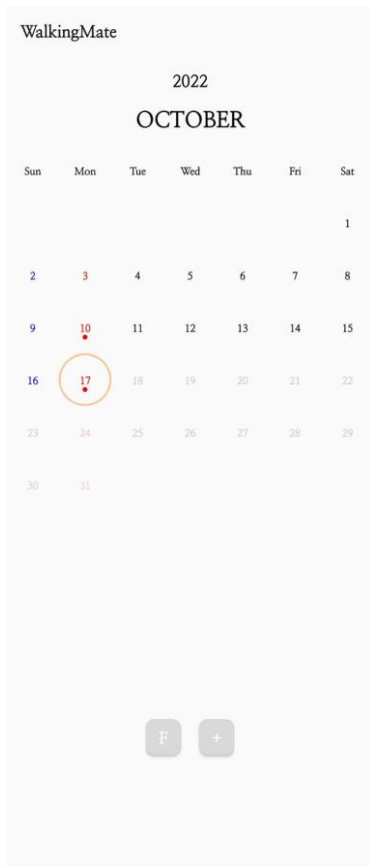 WalkingMate
2022
OCTOBER
Sun Mon Tue Wed Thu Fri Sat
1
2 3 4 5 6 7 8
9 10 11 12 13 14 15
16 17 18 19 20 21 22
23 24 25 26 27 28 29
30 31
F +